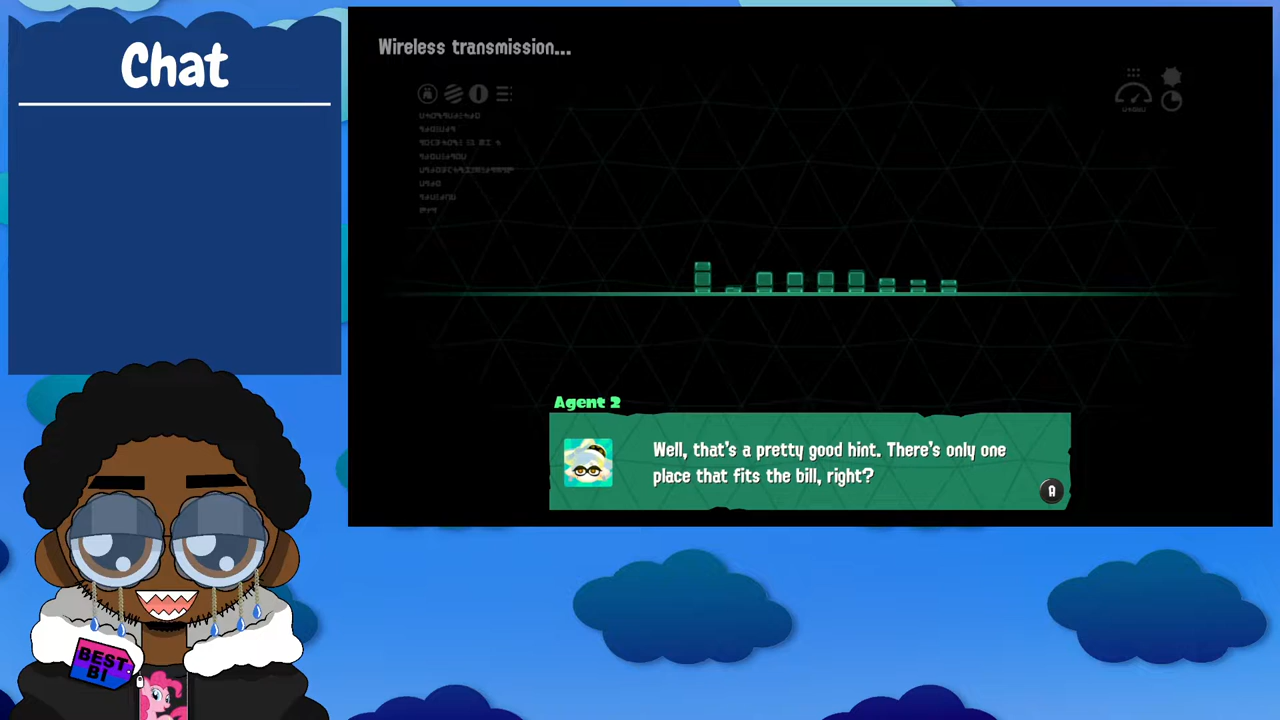 Chat
Wireless transmission...
Agent 2
Well, that's a pretty good hint. There's only one
place that fits the bill, right?
A
BEST
BI